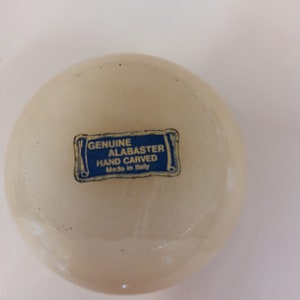 GENUINE
ALABASTER
HAND CARVED
Made in Italy